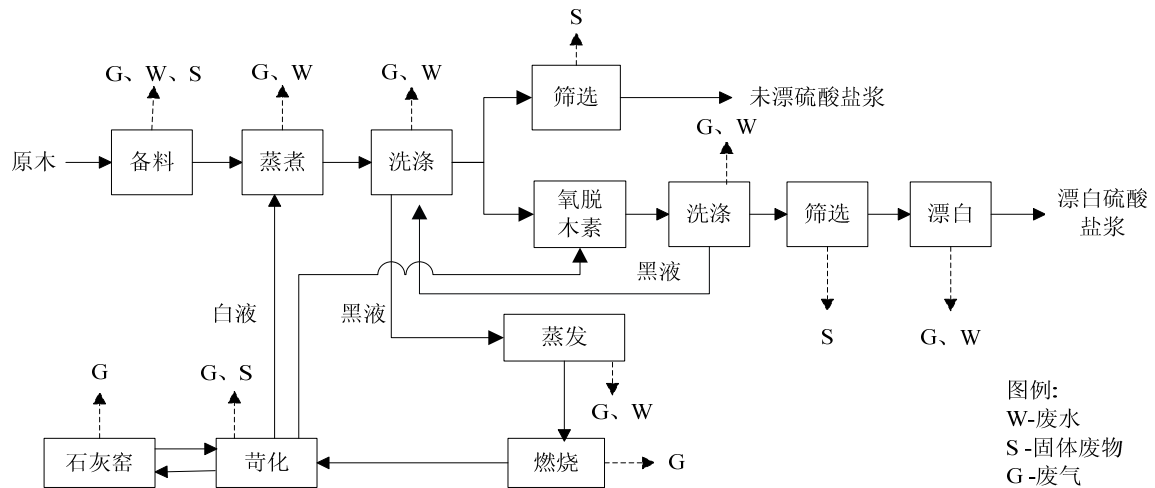 S
G、W、S
G、W
G、W
筛选
未漂硫酸盐浆
G、W
原木
备料
蒸煮
洗涤
氧脱
木素
洗涤
筛选
漂白
漂白硫酸
盐浆
黑液
白液
黑液
蒸发
S
G、W
G
G、S
G、W
图例:
W-废水
S-固体废物
G-废气
石灰窑
苛化
燃烧
G